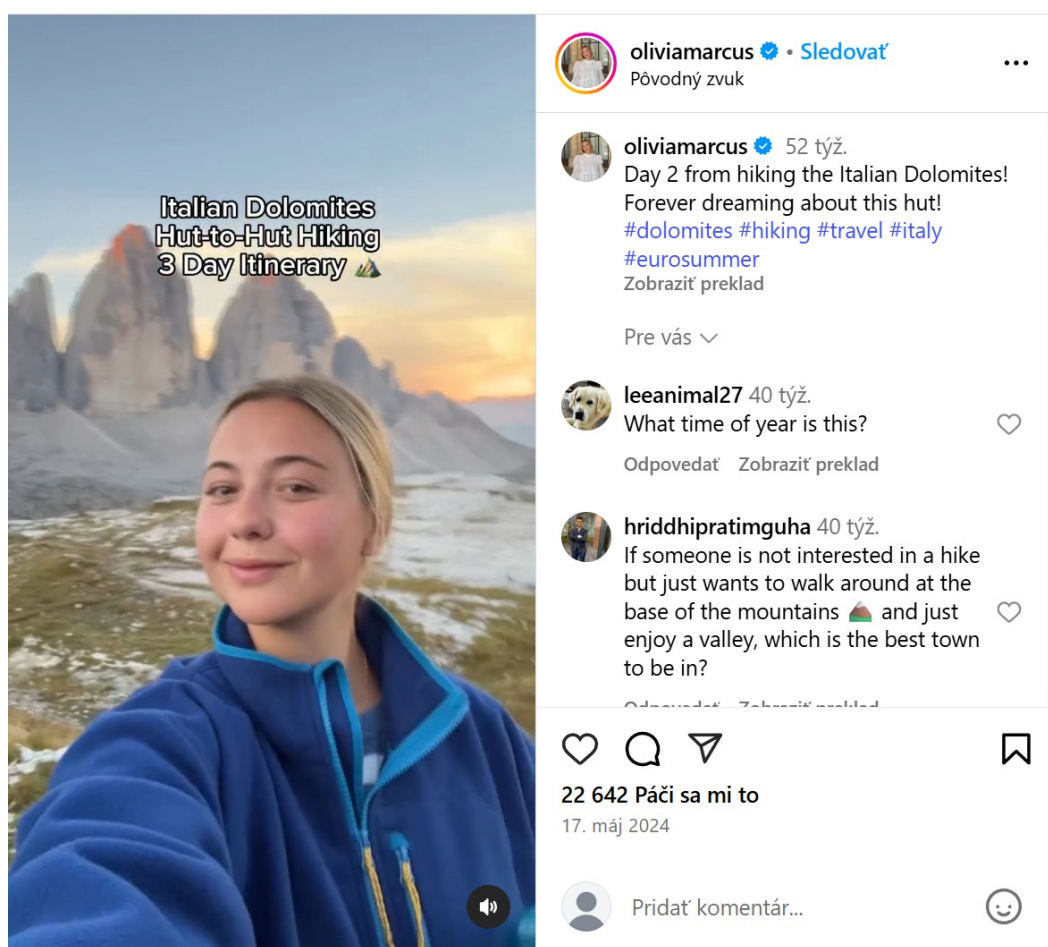 Italian Dolomites
Hut-to-Hut Hiking
3 Day Itinerary
oliviamarcus • Sledovať
Pôvodný zvuk
oliviamarcus 52 týž.
Day 2 from hiking the Italian Dolomites!
Forever dreaming about this hut!
#dolomites #hiking #travel #italy
#eurosummer
Zobraziť preklad
Pre vás
leeanimal27 40 týž.
What time of year is this?
Odpovedať Zobraziť preklad
hriddhipratimguha 40 týž.
If someone is not interested in a hike
but just wants to walk around at the
base of the mountains and just
enjoy a valley, which is the best town
to be in?
Odpovedať Zobraziť preklad
22 642 Páči sa mi to
17. máj 2024
Pridať komentár...